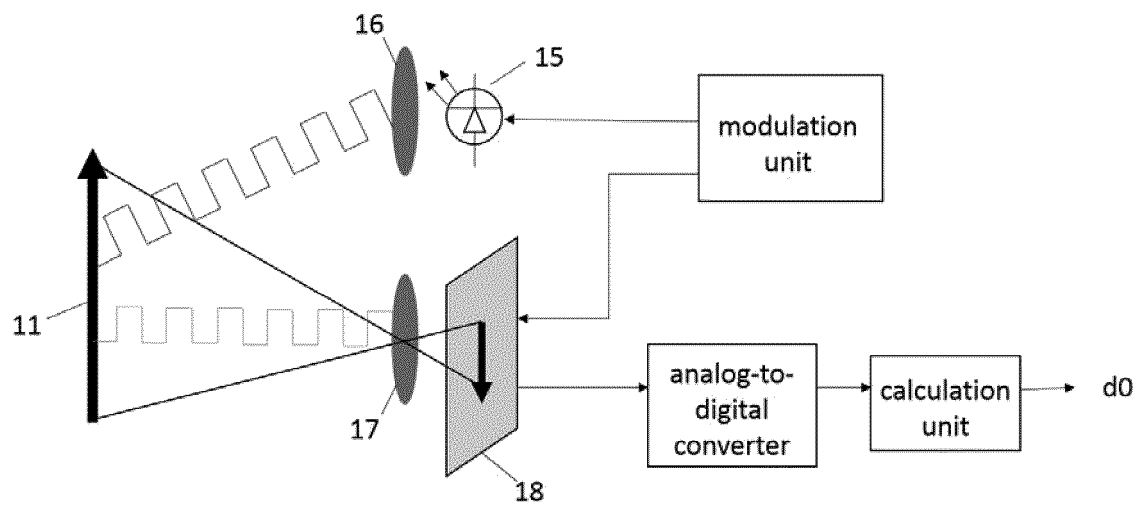 16
15
modulation
unit
11
17
18
analog-to-
digital
converter
calculation
unit
d0